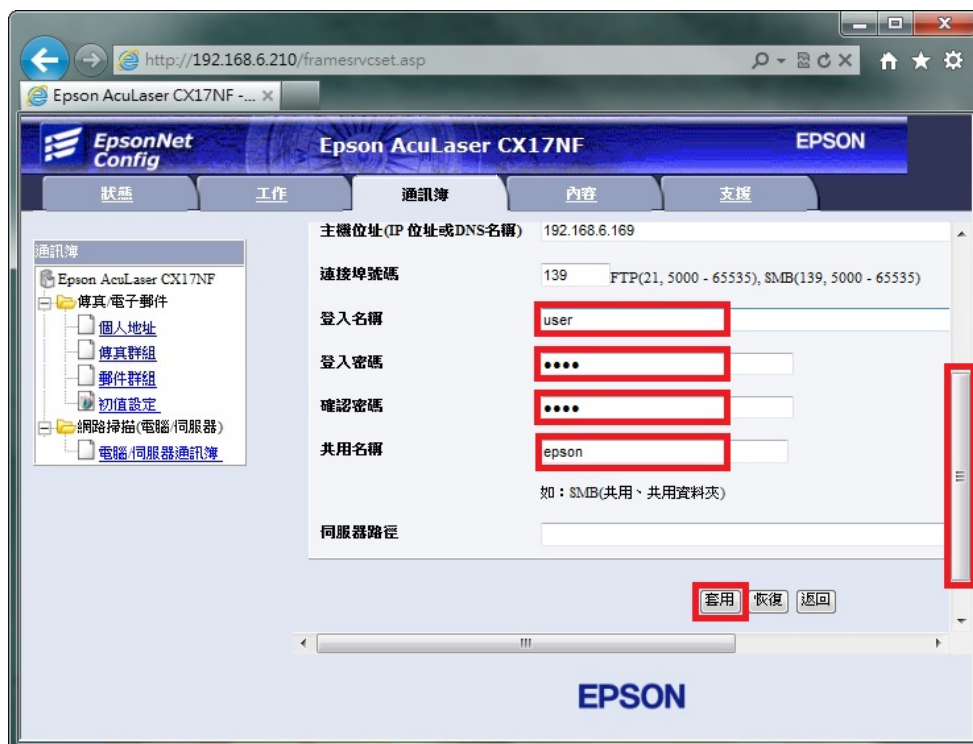 http://192.168.6.210/framesrvcset.asp
Epson AcuLaser CX17NF -...
EpsonNet
Config
Epson AcuLaser CX17NF
EPSON
狀態
工作
通訊簿
內容
支援
通訊簿
Epson AcuLaser CX17NF
傳真/電子郵件
個人地址
傳真群組
郵件群組
初值設定
網路掃描(電腦/伺服器)
電腦/伺服器通訊簿
主機位址(IP 位址或DNS名稱) 192.168.6.169
連接埠號碼 139 FTP(21, 5000 - 65535), SMB(139, 5000 - 65535)
登入名稱 user
登入密碼 ••••
確認密碼 ••••
共用名稱 epson
如：SMB(共用、共用資料夾)
伺服器路徑
套用 恢復 返回
EPSON